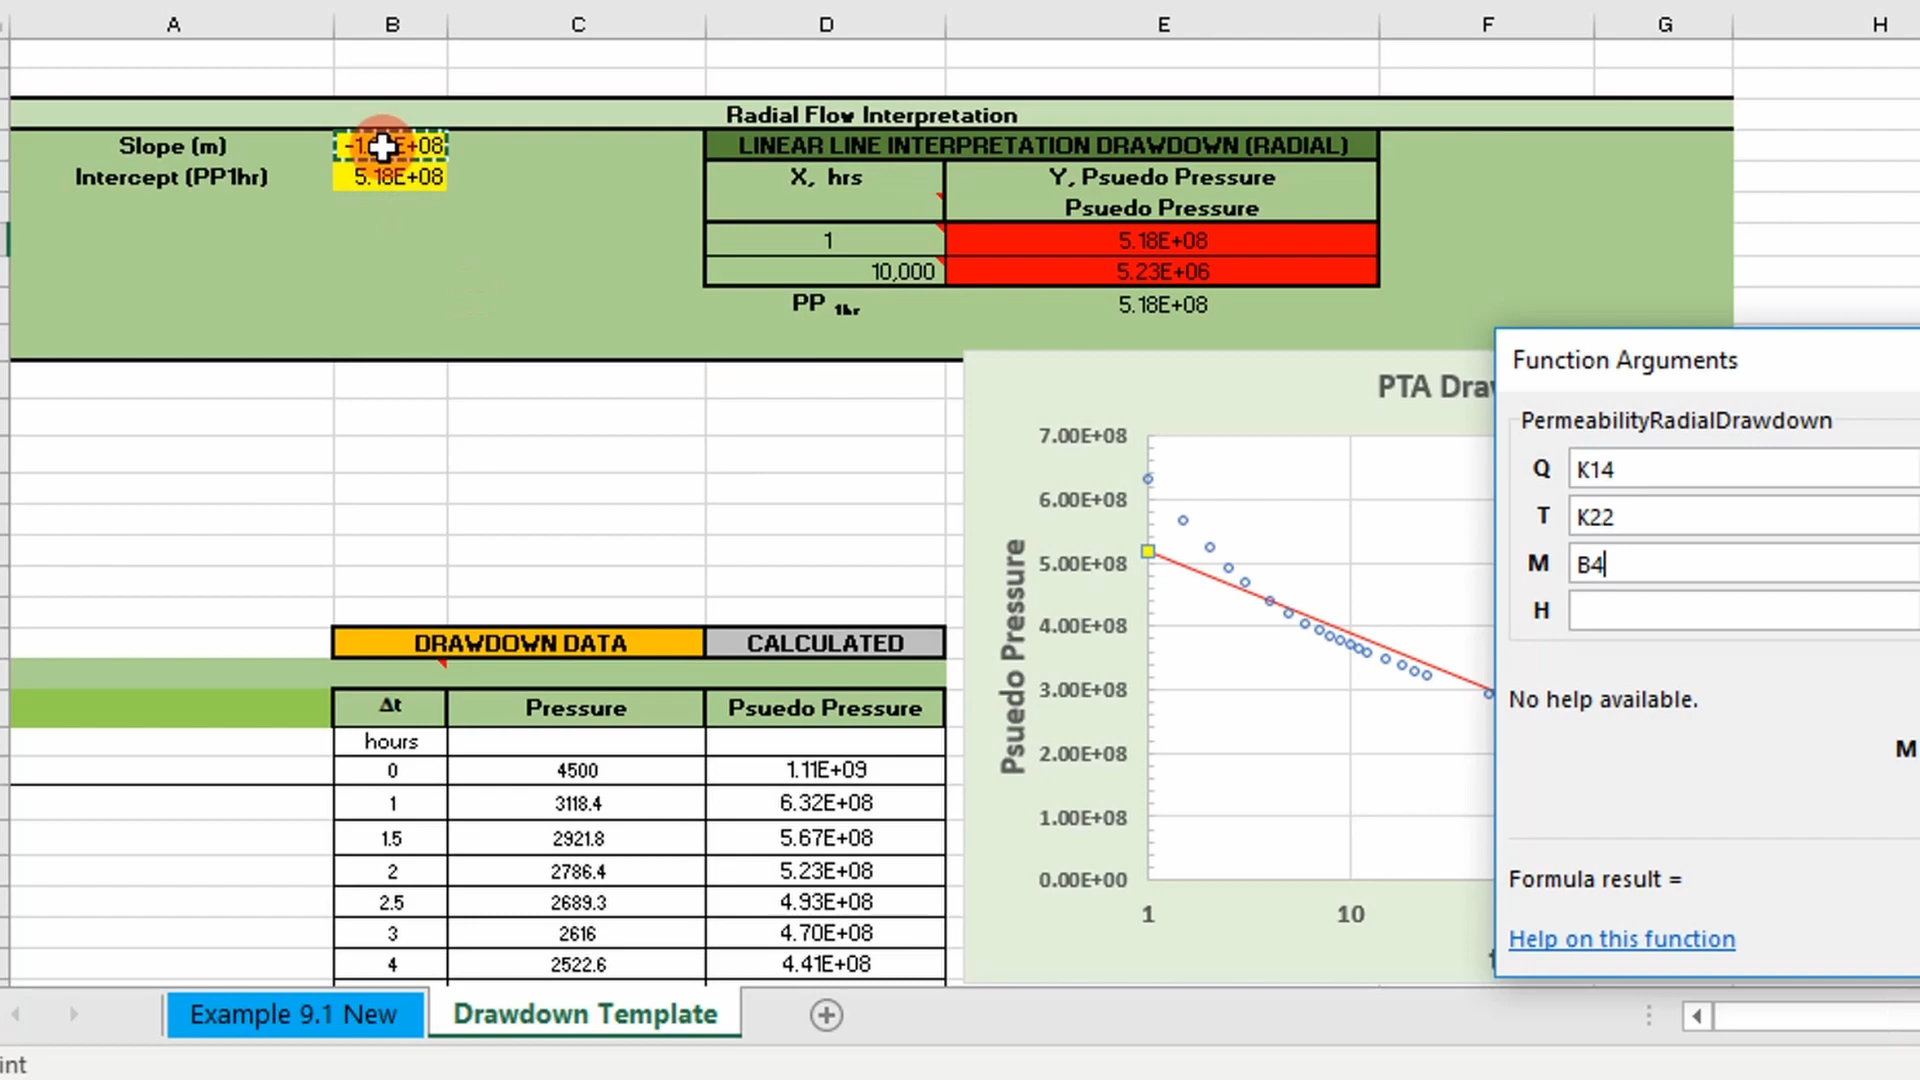 A B C D E F G H
Radial Flow Interpretation
Slope (m)
LINEAR LINE INTERPRETATION DRAWDOWN (RADIAL)
Intercept (PP1hr) 5.18E+08
X, hrs Y, Psuedo Pressure
Psuedo Pressure
1 5.18E+08
10,000 5.23E+06
PP 1hr 5.18E+08
Function Arguments
PermeabilityRadialDrawdown
Q K14
T K22
M B4
H
No help available.
M
Formula result =
Help on this function
PTA
Psuedo Pressure
7.00E+08
6.00E+08
5.00E+08
4.00E+08
3.00E+08
2.00E+08
1.00E+08
0.00E+00
1 10
DRAWDOWN DATA CALCULATED
Δt Pressure Psuedo Pressure
hours
0 4500 1.11E+09
1 3118.4 6.32E+08
1.5 2921.8 5.67E+08
2 2786.4 5.23E+08
2.5 2689.3 4.93E+08
3 2616 4.70E+08
4 2522.6 4.41E+08
Example 9.1 New Drawdown Template
int